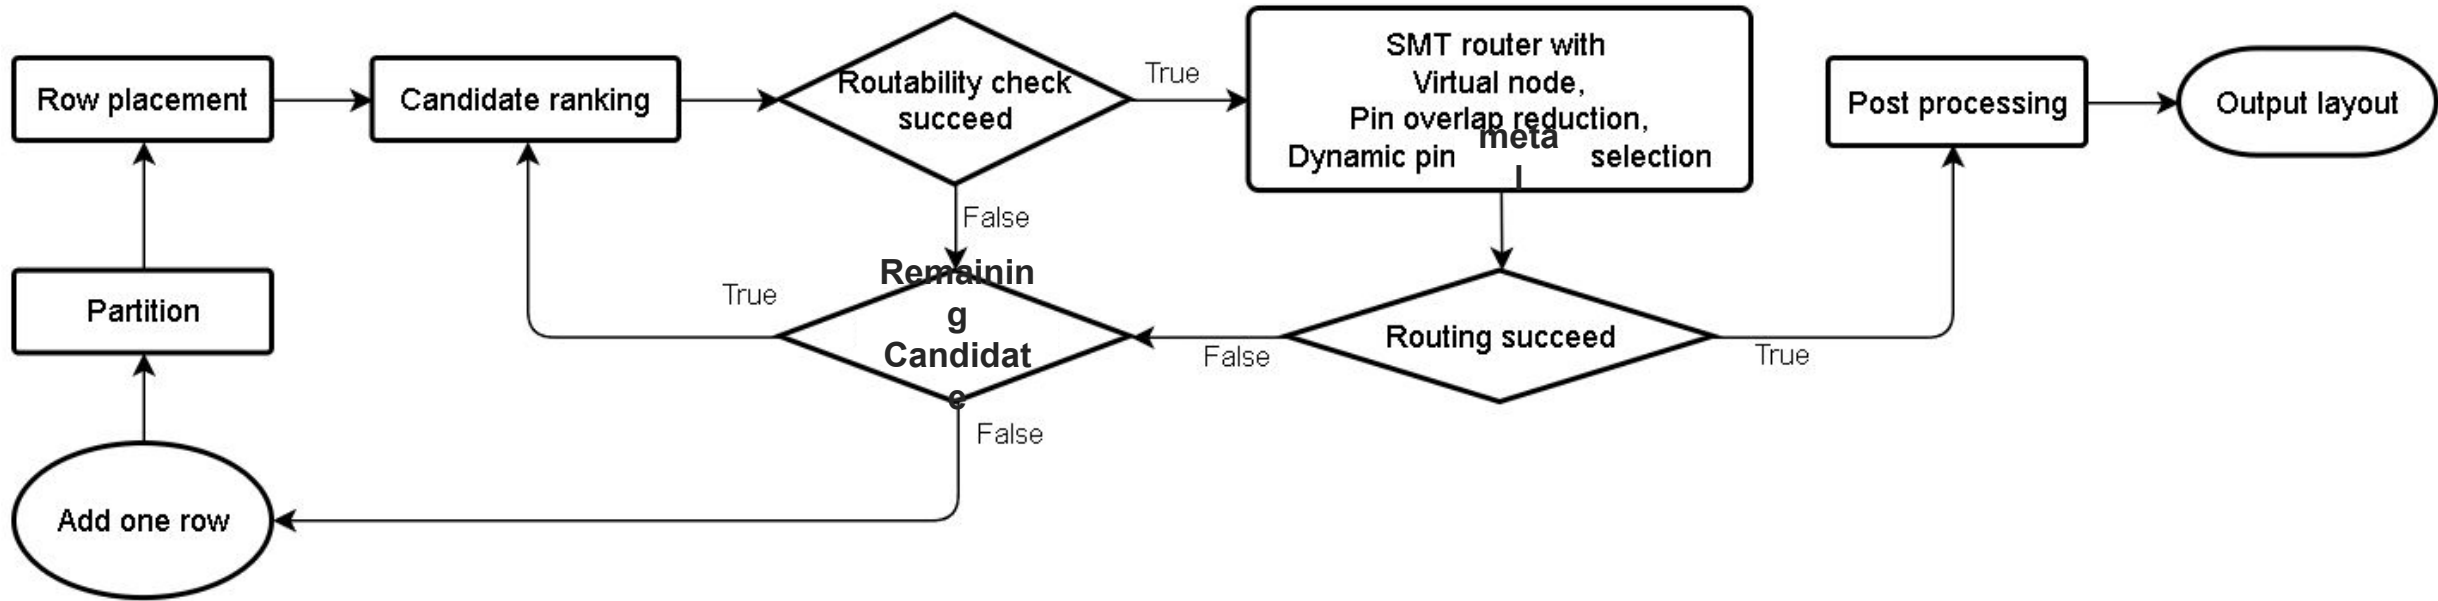 Row placement
Candidate ranking
Routability check
succeed
True
SMT router with
Virtual node,
Pin overlap reduction,
Dynamic pin meta selection
l
Post processing
Output layout
False
Partition
True
Remainin
g
Candidat
e
False
Routing succeed
True
False
Add one row